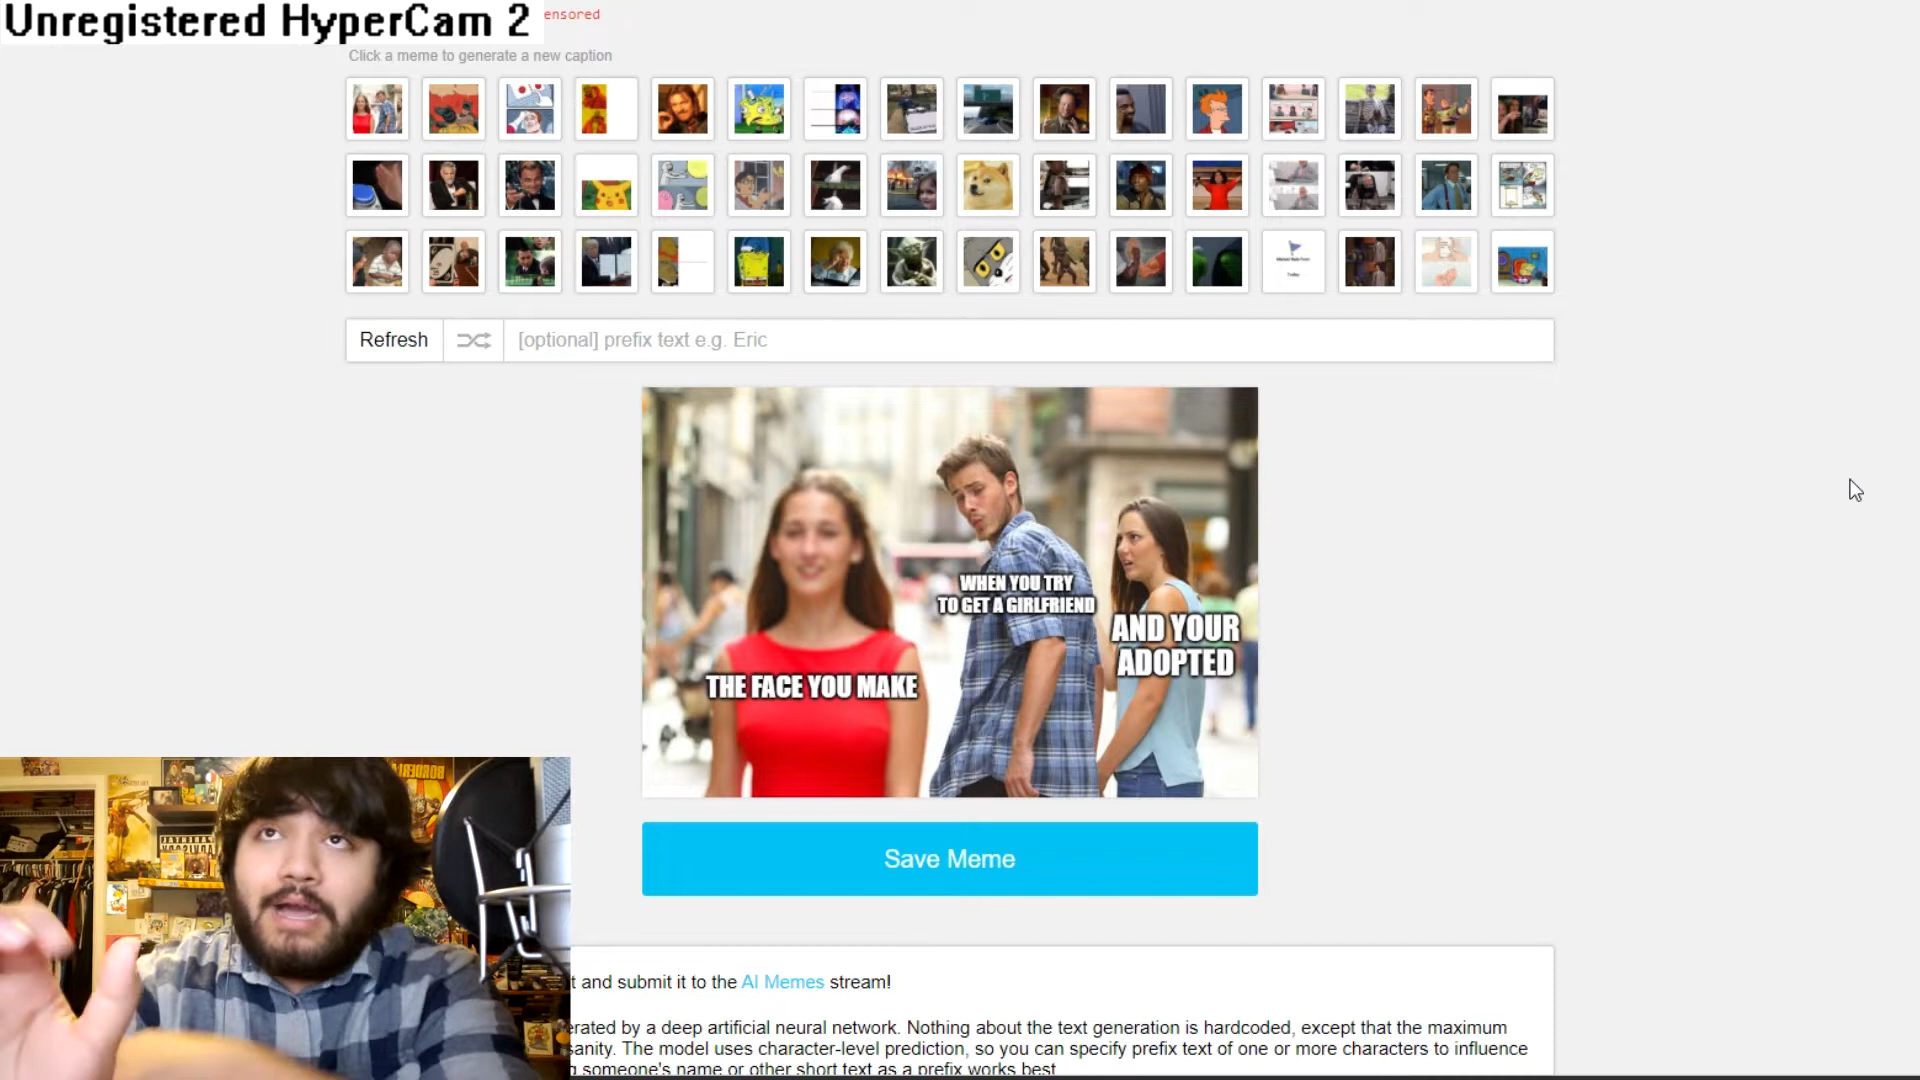 Unregistered HyperCam 2
ensored
Click a meme to generate a new caption
Refresh
[optional] prefix text e.g. Eric
WHEN YOU TRY
TO GET A GIRLFRIEND
AND YOUR
ADOPTED
THE FACE YOU MAKE
Save Meme
t and submit it to the AI Memes stream!
erated by a deep artificial neural network. Nothing about the text generation is hardcoded, except that the maximum
sanity. The model uses character-level prediction, so you can specify prefix text of one or more characters to influence
g someone's name or other short text as a prefix works best
PARENTAL